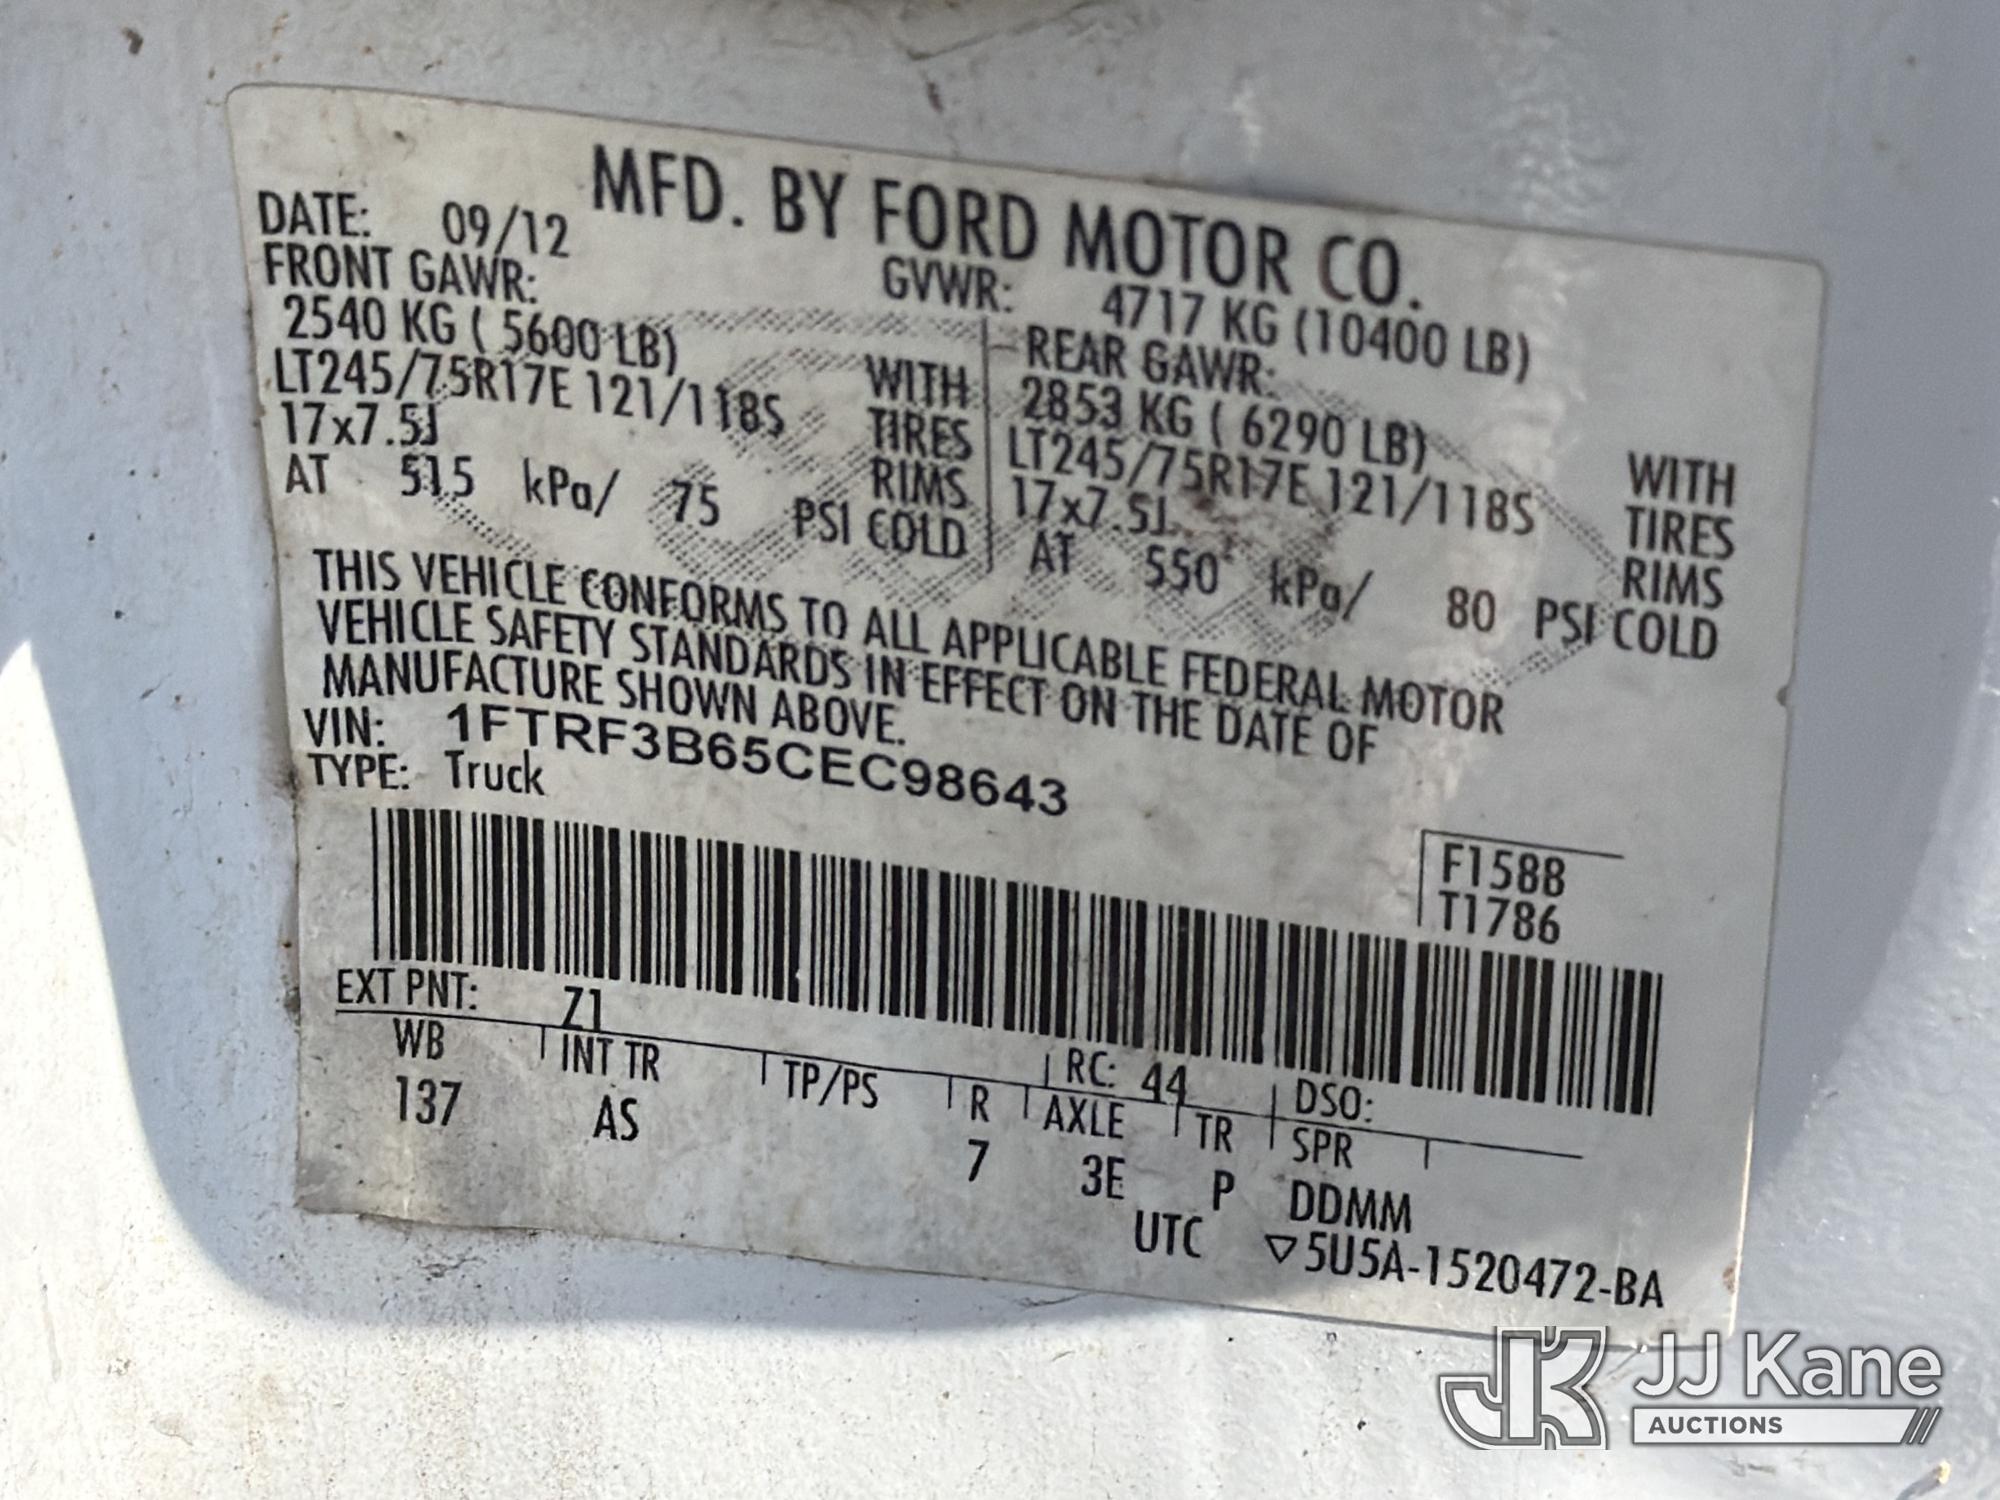 MFD. BY FORD MOTOR CO.
DATE: 09/12 GVWR: 4717 KG (10400 LB)
FRONT GAWR: REAR GAWR:
2540 KG ( 5600 LB) WITH 2853 KG ( 6290 LB) WITH
LT245/75R17E 121/118S TIRES LT245/75R17E 121/118S TIRES
17x7.5J RIMS 17x7.5J RIMS
AT 515 kPa/ 75 PSI COLD AT 550 kPa/ 80 PSI COLD
THIS VEHICLE CONFORMS TO ALL APPLICABLE FEDERAL MOTOR
VEHICLE SAFETY STANDARDS IN EFFECT ON THE DATE OF
MANUFACTURE SHOWN ABOVE.
VIN: 1FTRF3B65CEC98643
TYPE: Truck
F1588
T1786
EXT PNT: Z1 RC: 44 DSO:
WB INT TR TP/PS R AXLE TR SPR
137 AS 7 3E P DDMM
UTC ▽5U5A-1520472-BA
JK JJ Kane
AUCTIONS